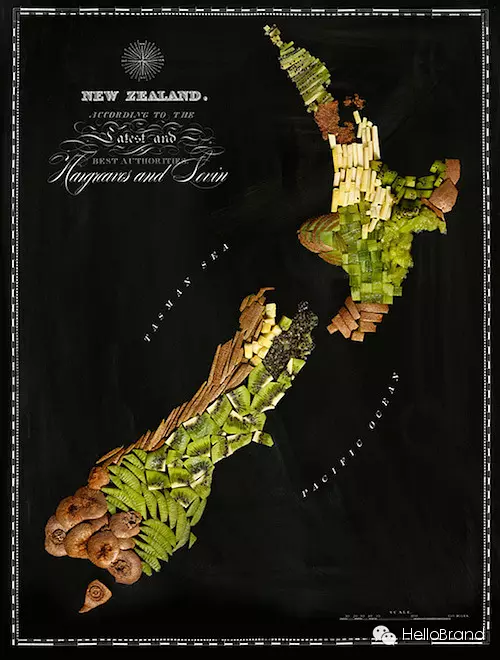 NEW ZEALAND.
ACCORDING TO THE
Latest and
BEST AUTHORITIES
Hargreaves and Levin
TASMAN SEA
PACIFIC OCEAN
SCALE
HelloBrand